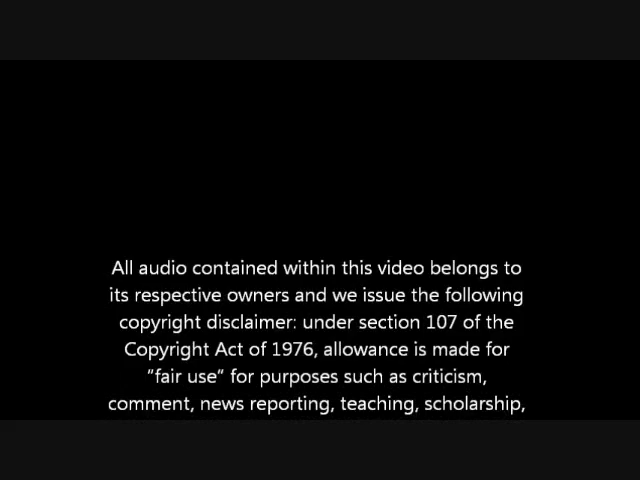 All audio contained within this video belongs to
its respective owners and we issue the following
copyright disclaimer: under section 107 of the
Copyright Act of 1976, allowance is made for
"fair use" for purposes such as criticism,
comment, news reporting, teaching, scholarship,